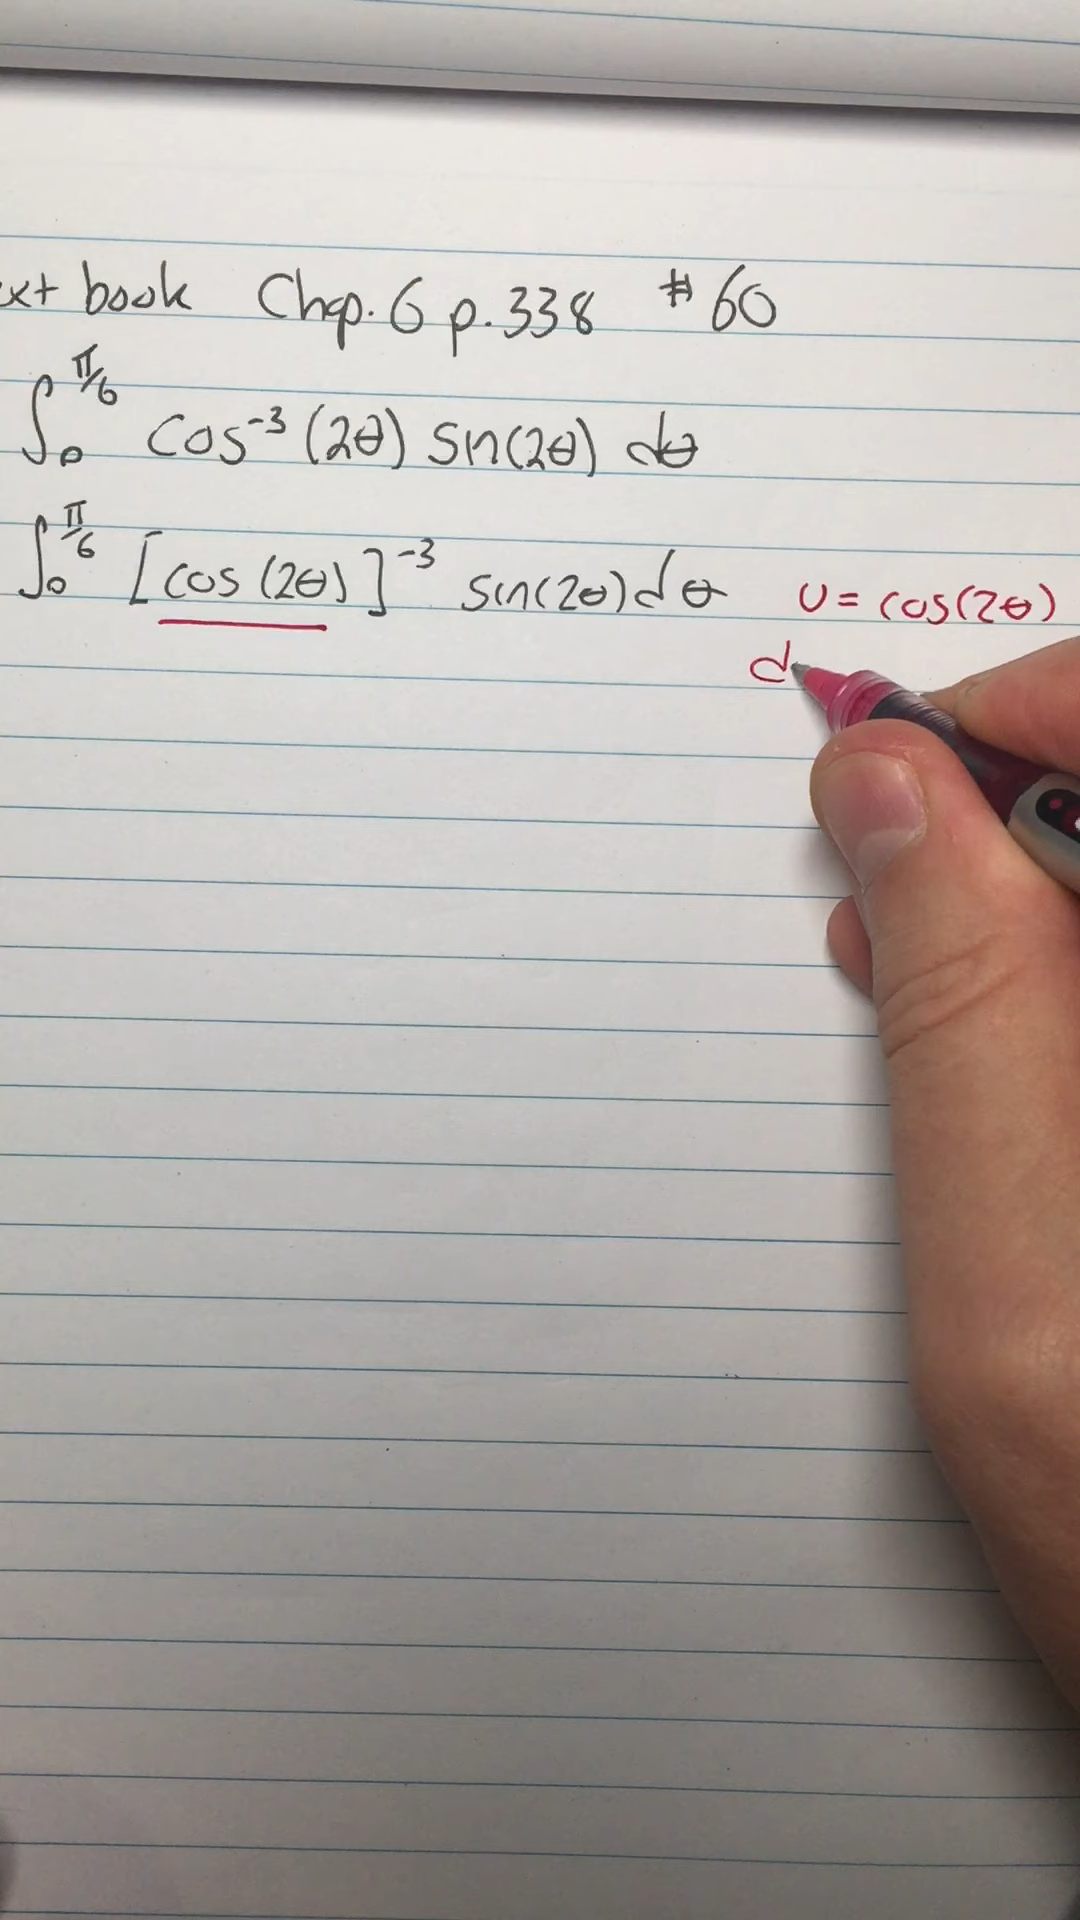 xt book Chap. 6 p. 338 # 60
∫₀^π/6 cos⁻³ (2θ) sin(2θ) dθ
∫₀^π/6 [cos (2θ)]⁻³ sin(2θ) dθ u = cos(2θ)
d